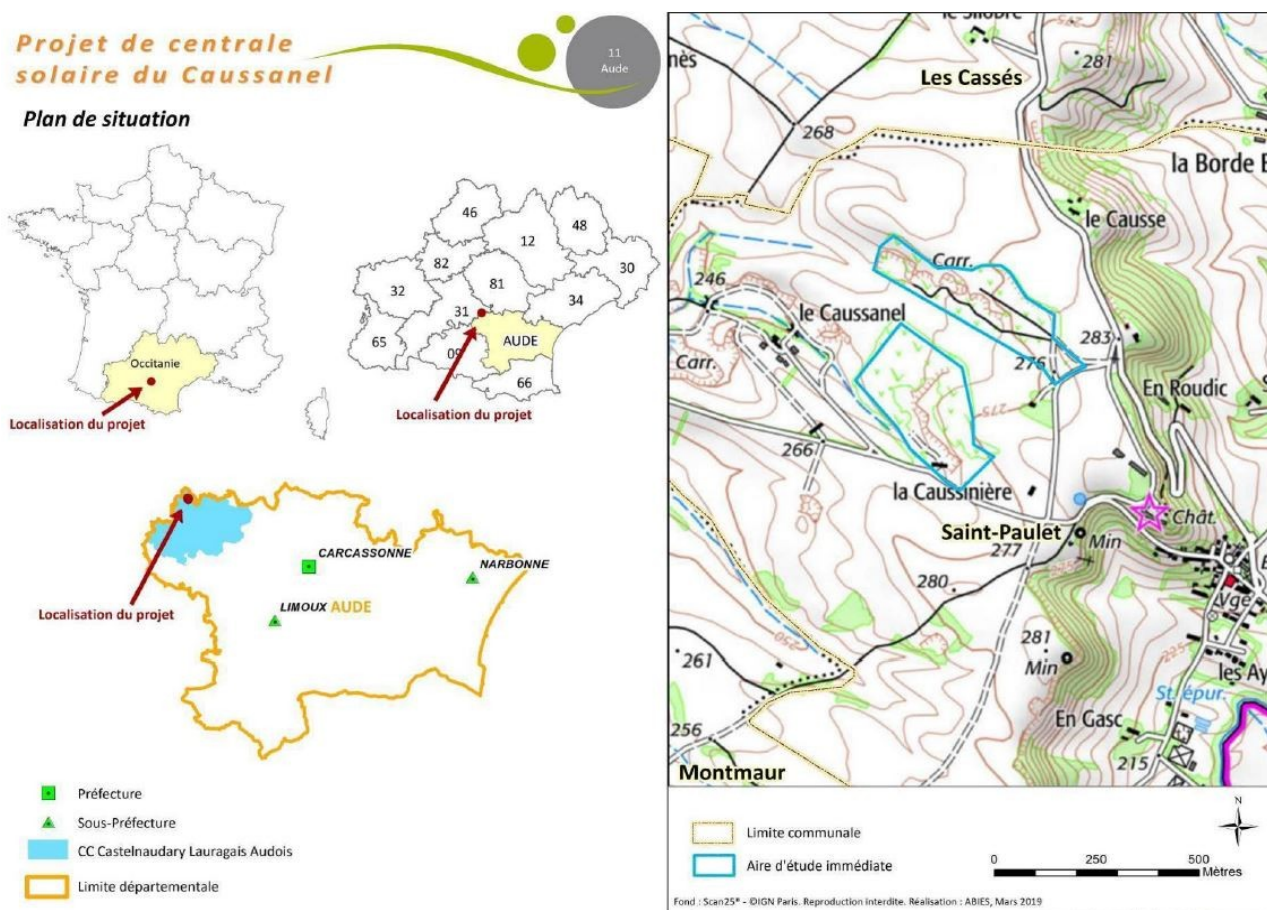 Projet de centrale
solaire du Caussanel
11
Aude
Plan de situation
Occitanie
Localisation du projet
46
48
12
82
30
32
81
34
31
65
09
AUDE
66
Localisation du projet
CARCASSONNE
NARBONNE
LIMOUX AUDE
Localisation du projet
Préfecture
Sous-Préfecture
CC Castelnaudary Lauragais Audois
Limite départementale
Les Cassés
281
268
la Borde
le Causse
Carr.
246
le Caussanel
283
276
Carr.
275
En Roudic
266
la Caussinière
Saint-Paulet
Chât.
277
Min
280
Vge
281
250
261
Min
225
les Ay
St. épur.
256
En Gasc
215
Montmaur
Limite communale
Aire d'étude immédiate
N
0 250 500
Mètres
Fond : Scan25® - ©IGN Paris. Reproduction interdite. Réalisation : ABIES, Mars 2019